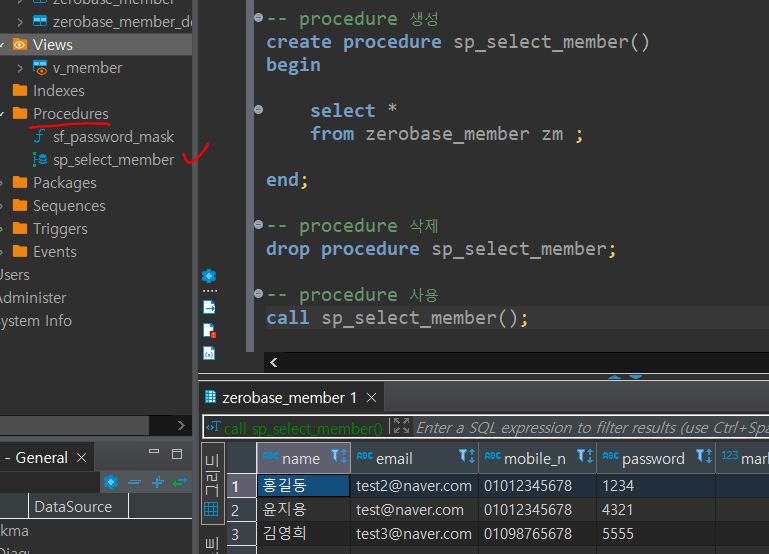 zerobase_member
zerobase_member_de
Views
v_member
Indexes
Procedures
sf_password_mask
sp_select_member
Packages
Sequences
Triggers
Events
Users
Administer
System Info
- General
DataSource
-- procedure 생성
create procedure sp_select_member()
begin
select *
from zerobase_member zm ;
end;
-- procedure 삭제
drop procedure sp_select_member;
-- procedure 사용
call sp_select_member();
zerobase_member 1
call sp_select_member() Enter a SQL expression to filter results (use Ctrl+Spa
name email mobile_n password mar
1 홍길동 test2@naver.com 01012345678 1234
2 윤지용 test@naver.com 01012345678 4321
3 김영희 test3@naver.com 01098765678 5555